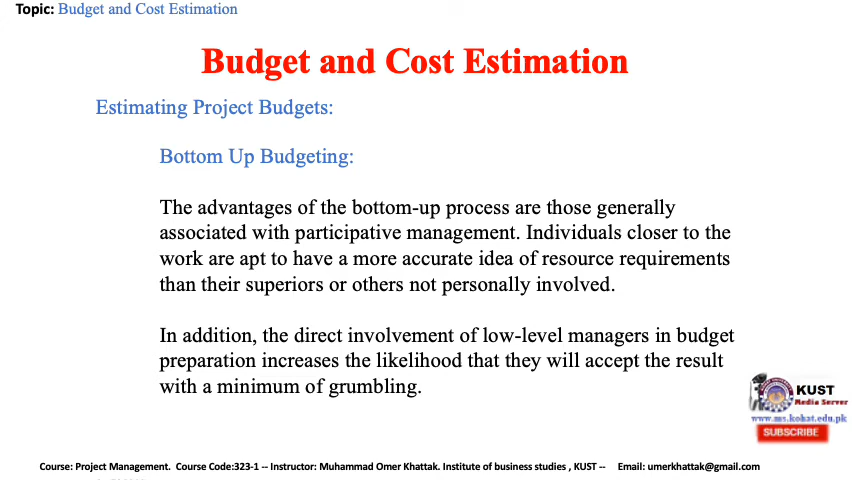 Topic: Budget and Cost Estimation
Budget and Cost Estimation
Estimating Project Budgets:
Bottom Up Budgeting:
The advantages of the bottom-up process are those generally
associated with participative management. Individuals closer to the
work are apt to have a more accurate idea of resource requirements
than their superiors or others not personally involved.
In addition, the direct involvement of low-level managers in budget
preparation increases the likelihood that they will accept the result
with a minimum of grumbling.
KUST
Media Server
www.ms.kohat.edu.pk
SUBSCRIBE
Course: Project Management. Course Code:323-1 -- Instructor: Muhammad Omer Khattak. Institute of business studies , KUST -- Email: umerkhattak@gmail.com